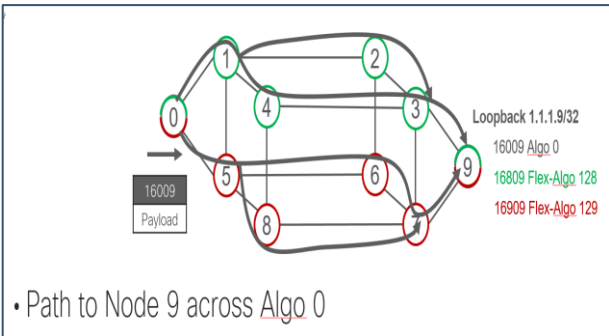 1
2
4
3
0
Loopback 1.1.1.9/32
16009 Algo 0
9
16809 Flex-Algo 128
5
6
16009
16909 Flex-Algo 129
Payload
8
• Path to Node 9 across Algo 0